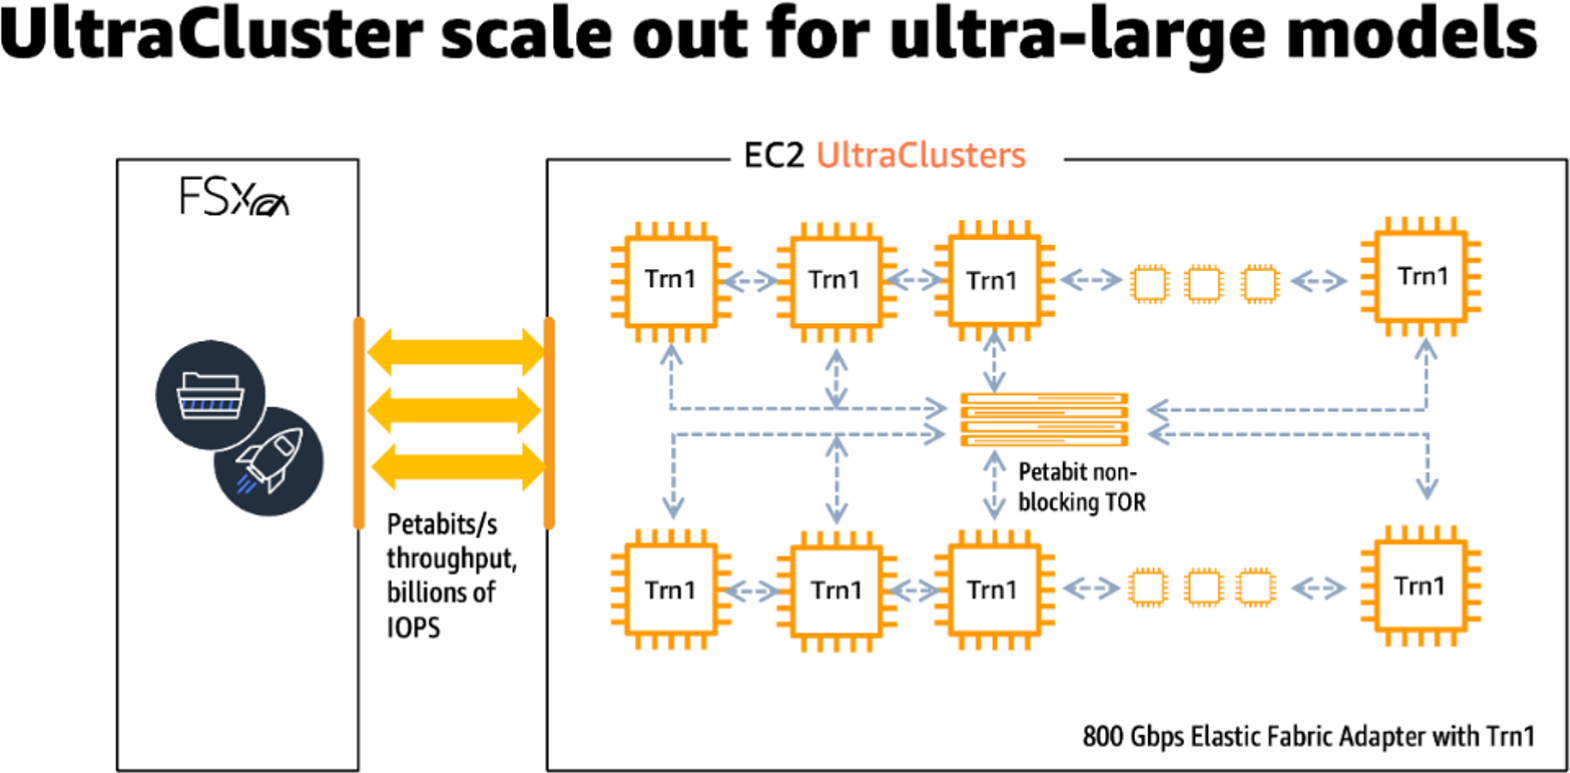 UltraCluster scale out for ultra-large models
EC2 UltraClusters
FSx
Trn1
Trn1
Trn1
Trn1
Petabit non-
blocking TOR
Petabits/s
throughput,
billions of
IOPS
Trn1
Trn1
Trn1
Trn1
800 Gbps Elastic Fabric Adapter with Trn1